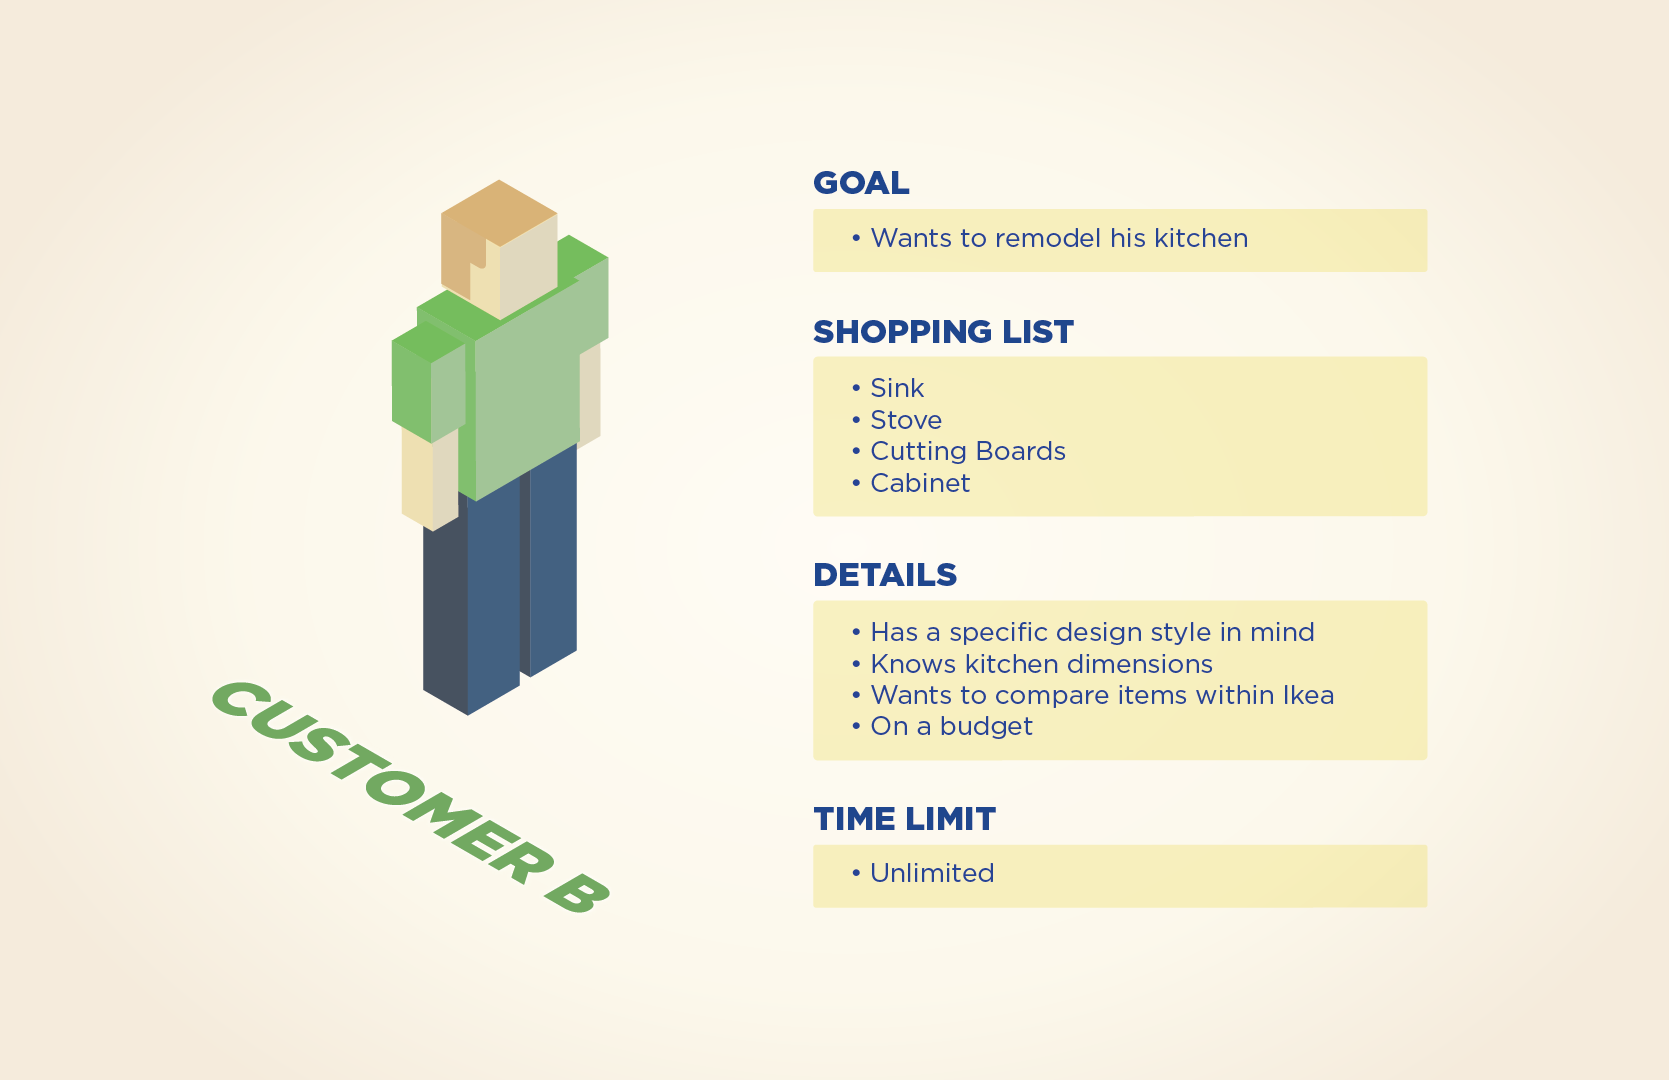 GOAL
• Wants to remodel his kitchen
SHOPPING LIST
• Sink
• Stove
• Cutting Boards
• Cabinet
DETAILS
• Has a specific design style in mind
• Knows kitchen dimensions
• Wants to compare items within Ikea
• On a budget
TIME LIMIT
• Unlimited
CUSTOMER B